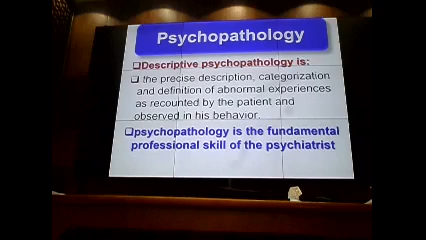 Psychopathology
❑Descriptive psychopathology is:
❑ the precise description, categorization
and definition of abnormal experiences
as recounted by the patient and
observed in his behavior.
❑psychopathology is the fundamental
professional skill of the psychiatrist